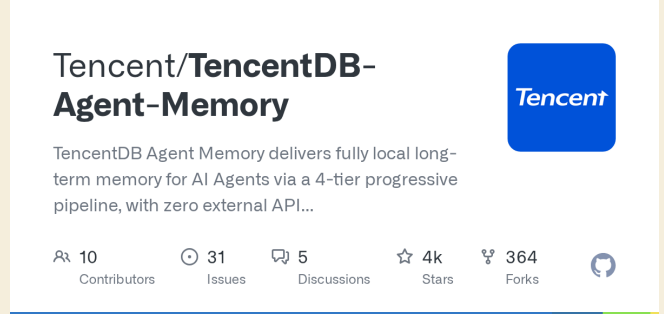 Tencent/TencentDB-
Agent-Memory
Tencent
TencentDB Agent Memory delivers fully local long-
term memory for AI Agents via a 4-tier progressive
pipeline, with zero external API...
10 31 5 4k 364
Contributors Issues Discussions Stars Forks